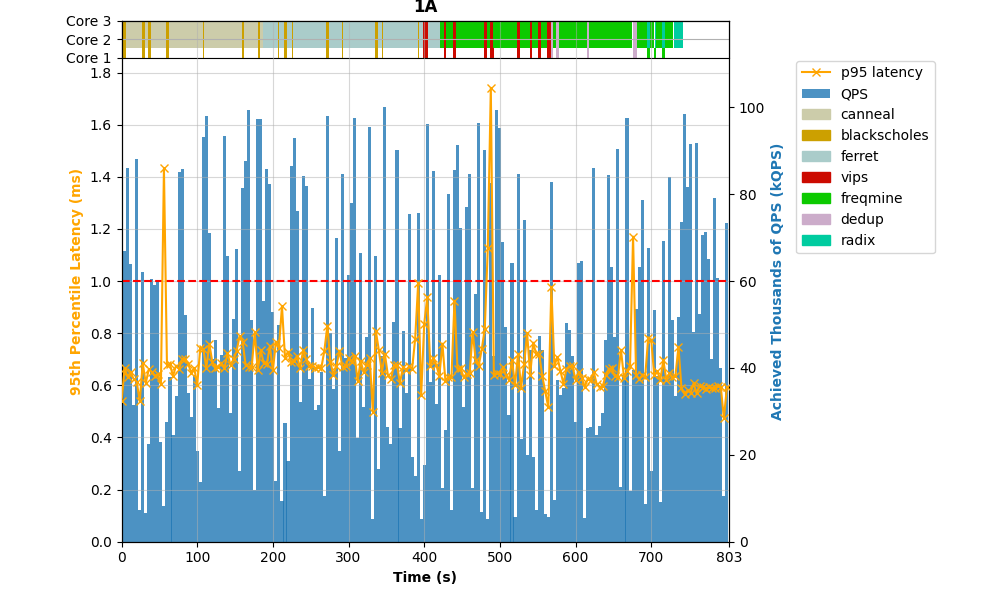 1A
Core 3
Core 2
Core 1
1.8
1.6
1.4
1.2
1.0
0.8
0.6
0.4
0.2
0.0
95th Percentile Latency (ms)
0
100
200
300
400
500
600
700
803
Time (s)
100
80
60
40
20
0
Achieved Thousands of QPS (kQPS)
p95 latency
QPS
canneal
blackscholes
ferret
vips
freqmine
dedup
radix